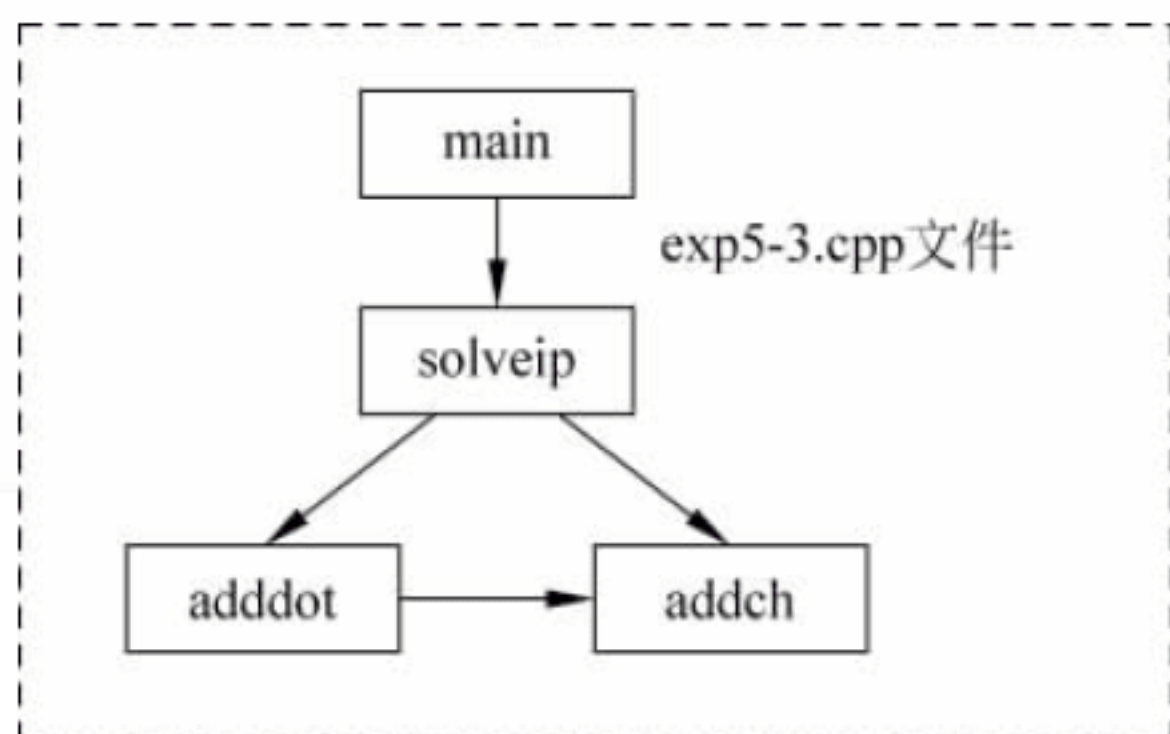 main
exp5-3.cpp文件
solveip
adddot
addch